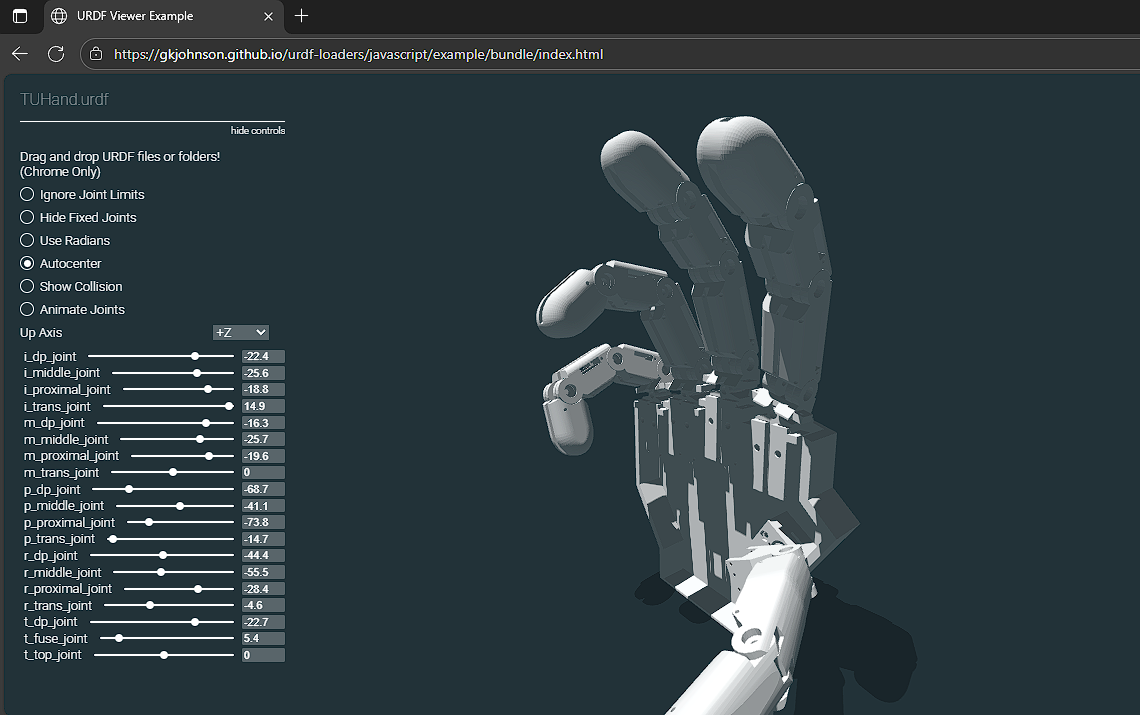 URDF Viewer Example
https://gkjohnson.github.io/urdf-loaders/javascript/example/bundle/index.html
TUHand.urdf
hide controls
Drag and drop URDF files or folders!
(Chrome Only)
Ignore Joint Limits
Hide Fixed Joints
Use Radians
Autocenter
Show Collision
Animate Joints
Up Axis +Z
i_dp_joint -22.4
i_middle_joint -25.6
i_proximal_joint -18.8
i_trans_joint 14.9
m_dp_joint -16.3
m_middle_joint -25.7
m_proximal_joint -19.6
m_trans_joint 0
p_dp_joint -68.7
p_middle_joint -41.1
p_proximal_joint -73.8
p_trans_joint -14.7
r_dp_joint -44.4
r_middle_joint -55.5
r_proximal_joint -28.4
r_trans_joint -4.6
t_dp_joint -22.7
t_fuse_joint 5.4
t_top_joint 0